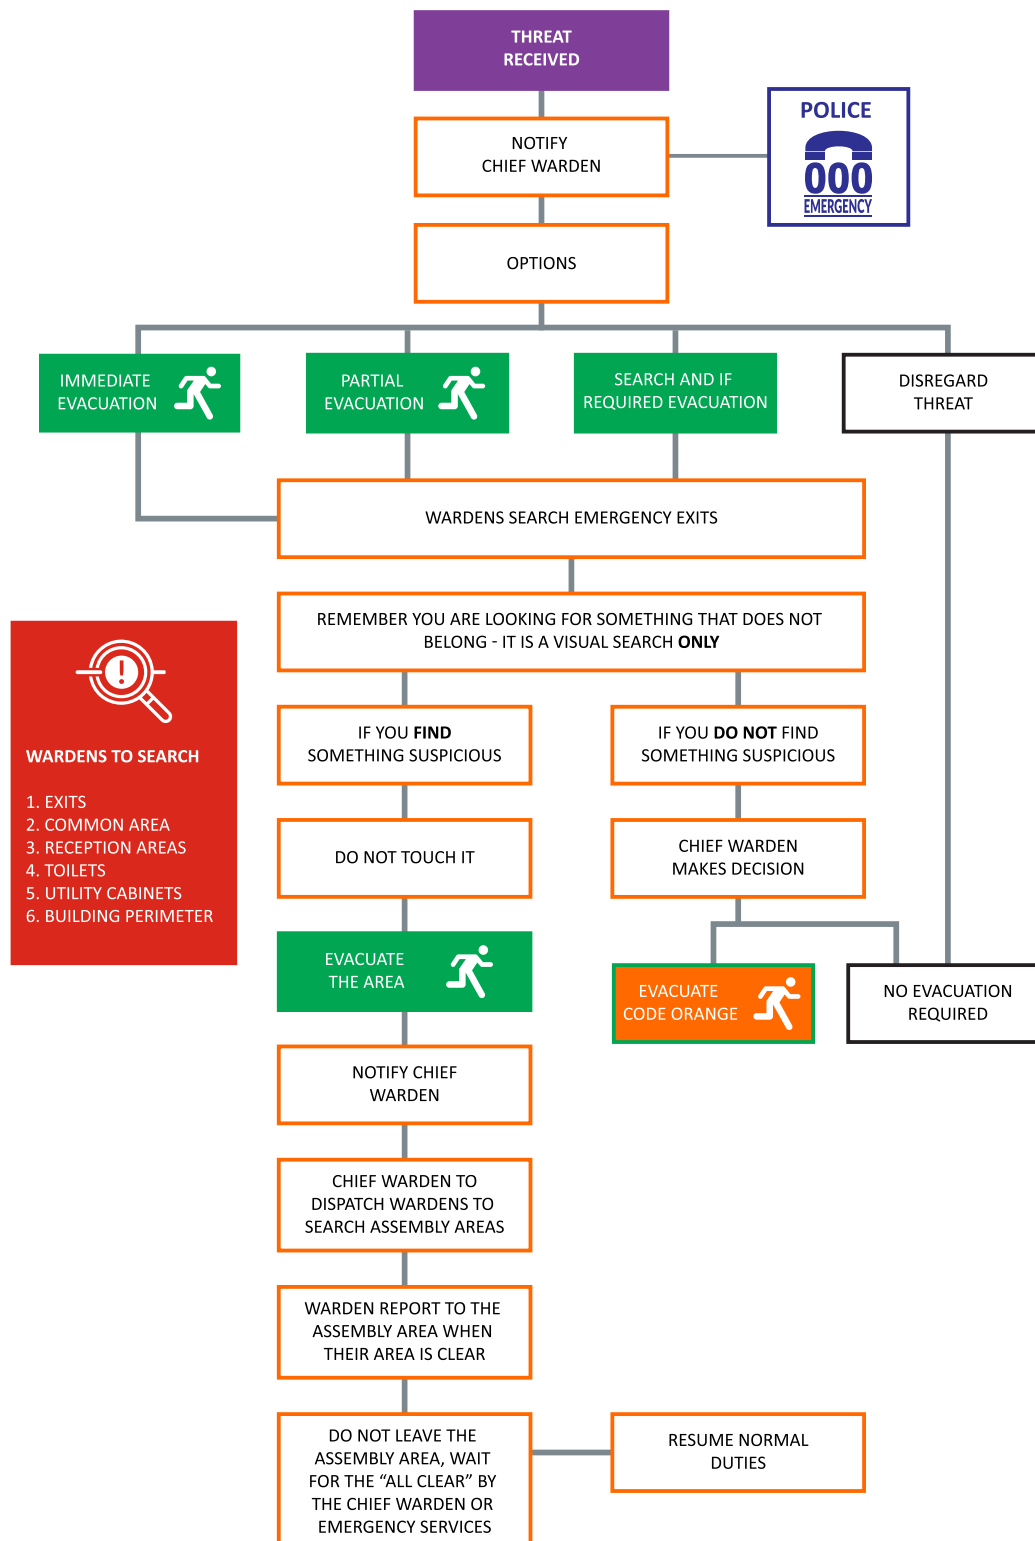 THREAT
RECEIVED
NOTIFY
CHIEF WARDEN
POLICE
000
EMERGENCY
OPTIONS
IMMEDIATE
EVACUATION
PARTIAL
EVACUATION
SEARCH AND IF
REQUIRED EVACUATION
DISREGARD
THREAT
WARDENS SEARCH EMERGENCY EXITS
REMEMBER YOU ARE LOOKING FOR SOMETHING THAT DOES NOT
BELONG - IT IS A VISUAL SEARCH ONLY
WARDENS TO SEARCH
1. EXITS
2. COMMON AREA
3. RECEPTION AREAS
4. TOILETS
5. UTILITY CABINETS
6. BUILDING PERIMETER
IF YOU FIND
SOMETHING SUSPICIOUS
IF YOU DO NOT FIND
SOMETHING SUSPICIOUS
DO NOT TOUCH IT
CHIEF WARDEN
MAKES DECISION
EVACUATE
THE AREA
EVACUATE
CODE ORANGE
NO EVACUATION
REQUIRED
NOTIFY CHIEF
WARDEN
CHIEF WARDEN TO
DISPATCH WARDENS TO
SEARCH ASSEMBLY AREAS
WARDEN REPORT TO THE
ASSEMBLY AREA WHEN
THEIR AREA IS CLEAR
DO NOT LEAVE THE
ASSEMBLY AREA, WAIT
FOR THE “ALL CLEAR” BY
THE CHIEF WARDEN OR
EMERGENCY SERVICES
RESUME NORMAL
DUTIES